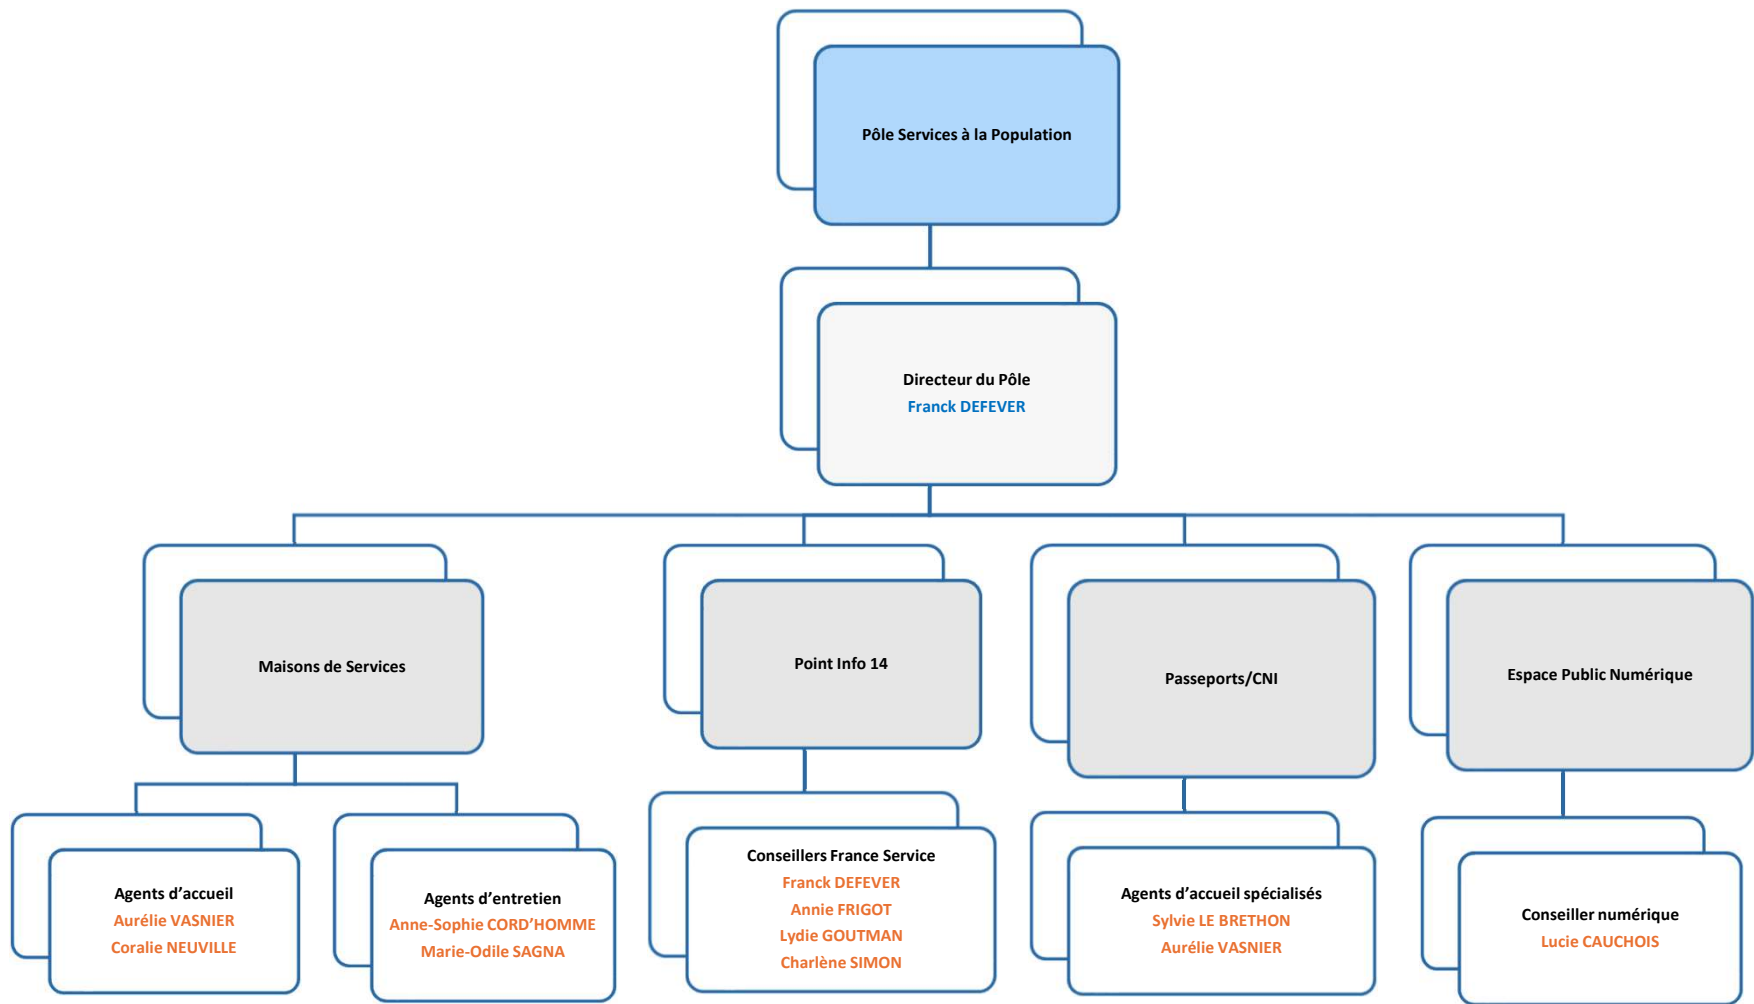 Pôle Services à la Population
Directeur du Pôle
Franck DEFEVER
Maisons de Services
Point Info 14
Passeports/CNI
Espace Public Numérique
Agents d’accueil
Aurélie VASNIER
Coralie NEUVILLE
Agents d’entretien
Anne-Sophie CORD’HOMME
Marie-Odile SAGNA
Conseillers France Service
Franck DEFEVER
Annie FRIGOT
Lydie GOUTMAN
Charlène SIMON
Agents d’accueil spécialisés
Sylvie LE BRETHON
Aurélie VASNIER
Conseiller numérique
Lucie CAUCHOIS